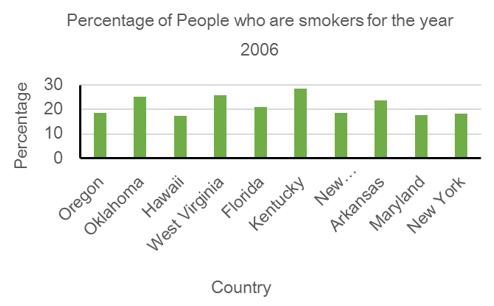 Percentage of People who are smokers for the year
2006
Percentage
30
20
10
0
Oregon
Oklahoma
Hawaii
West Virginia
Florida
Kentucky
New…
Arkansas
Maryland
New York
Country